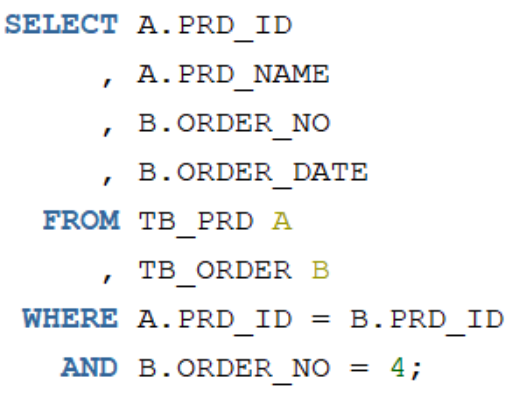 SELECT A.PRD_ID
, A.PRD_NAME
, B.ORDER_NO
, B.ORDER_DATE
FROM TB_PRD A
, TB_ORDER B
WHERE A.PRD_ID = B.PRD_ID
AND B.ORDER_NO = 4;